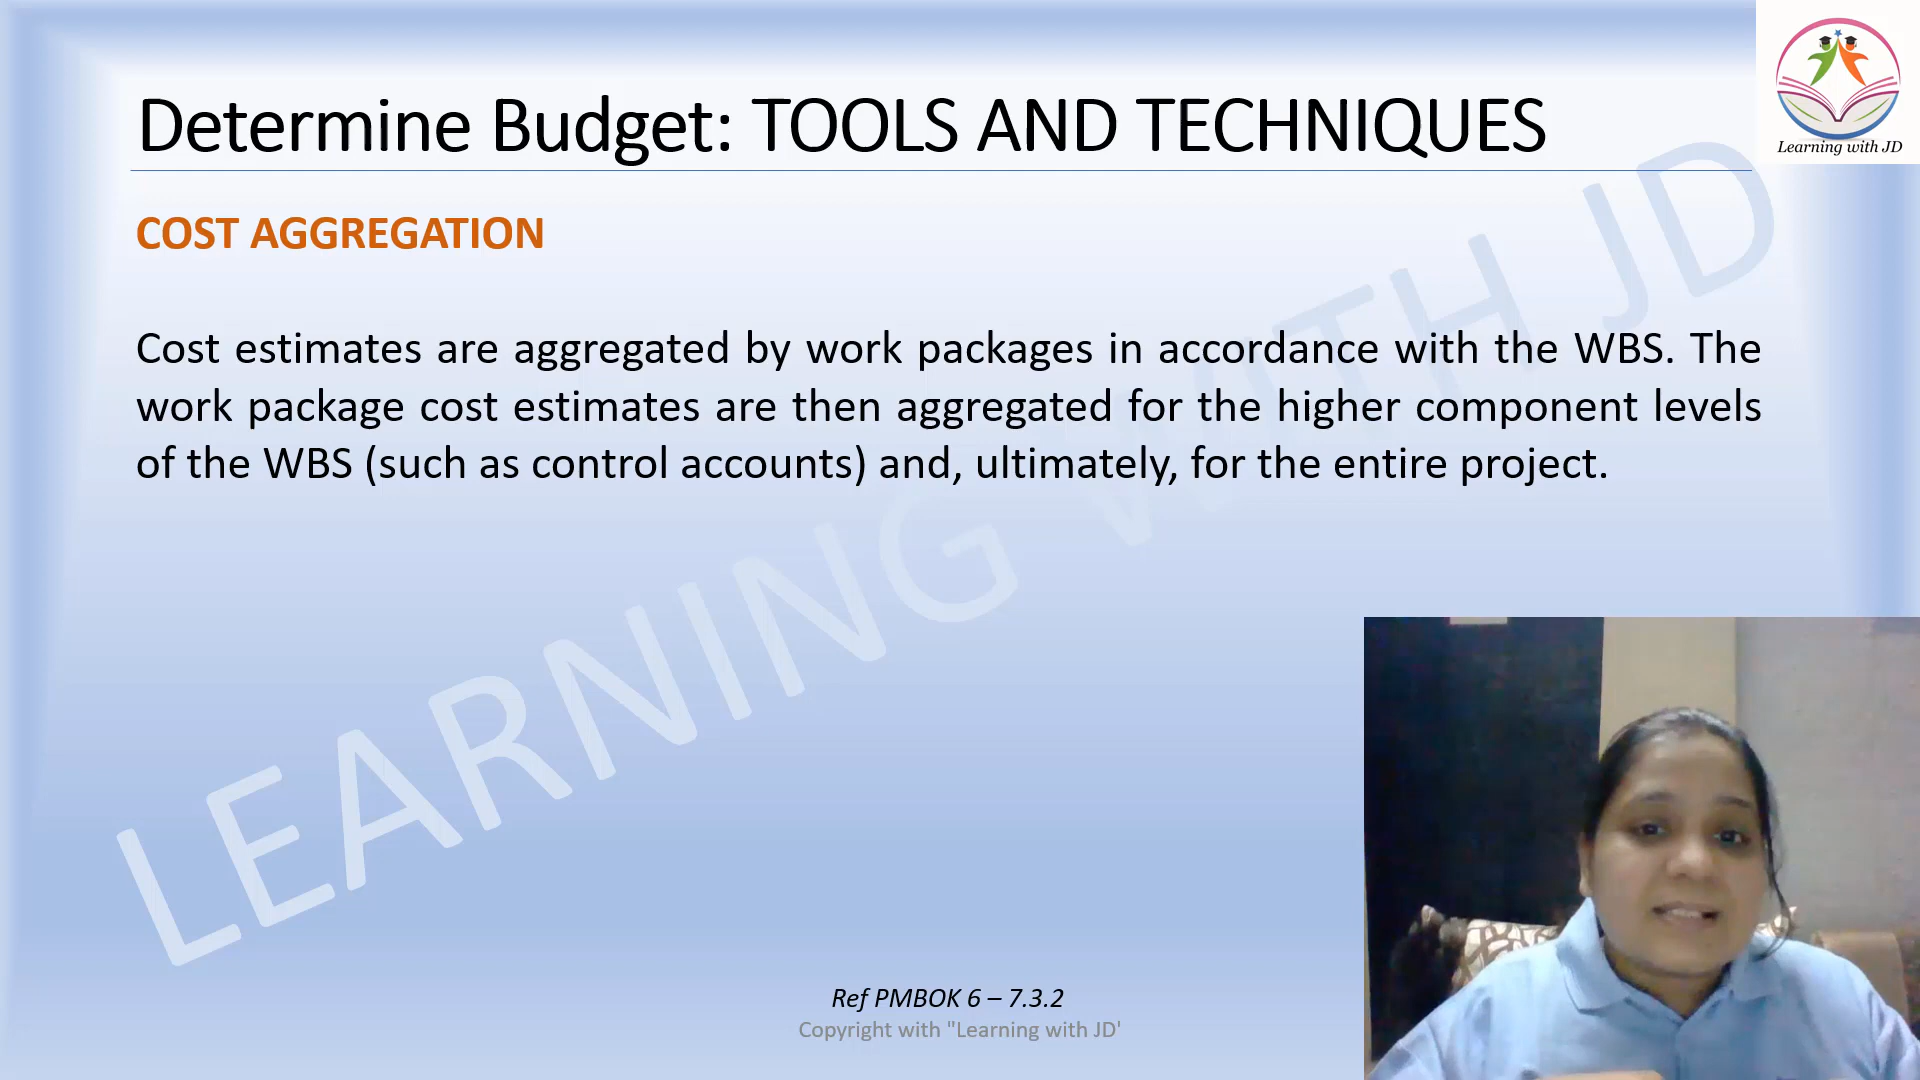 Determine Budget: TOOLS AND TECHNIQUES
Learning with JD
COST AGGREGATION
Cost estimates are aggregated by work packages in accordance with the WBS. The
work package cost estimates are then aggregated for the higher component levels
of the WBS (such as control accounts) and, ultimately, for the entire project.
LEARNING WITH JD
Ref PMBOK 6 – 7.3.2
Copyright with "Learning with JD'